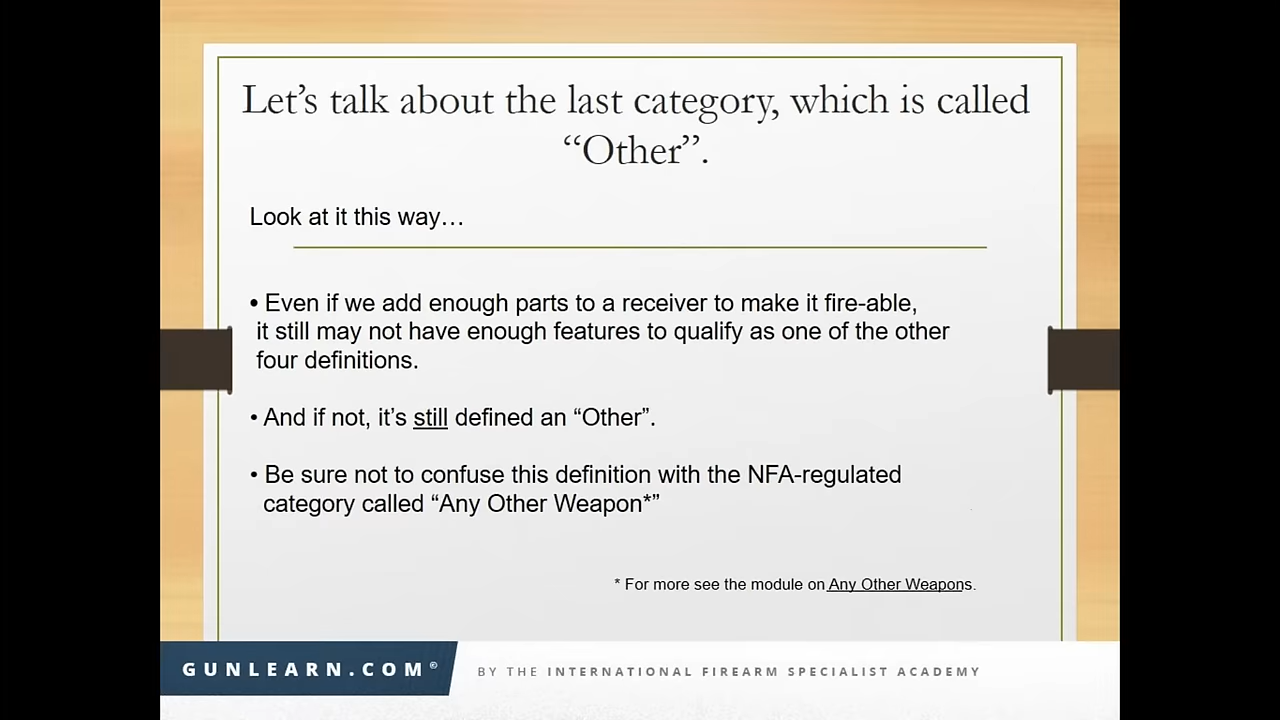 Let’s talk about the last category, which is called
“Other”.
Look at it this way…
• Even if we add enough parts to a receiver to make it fire-able,
it still may not have enough features to qualify as one of the other
four definitions.
• And if not, it’s still defined an “Other”.
• Be sure not to confuse this definition with the NFA-regulated
category called “Any Other Weapon*”
* For more see the module on Any Other Weapons.
GUNLEARN.COM© BY THE INTERNATIONAL FIREARM SPECIALIST ACADEMY